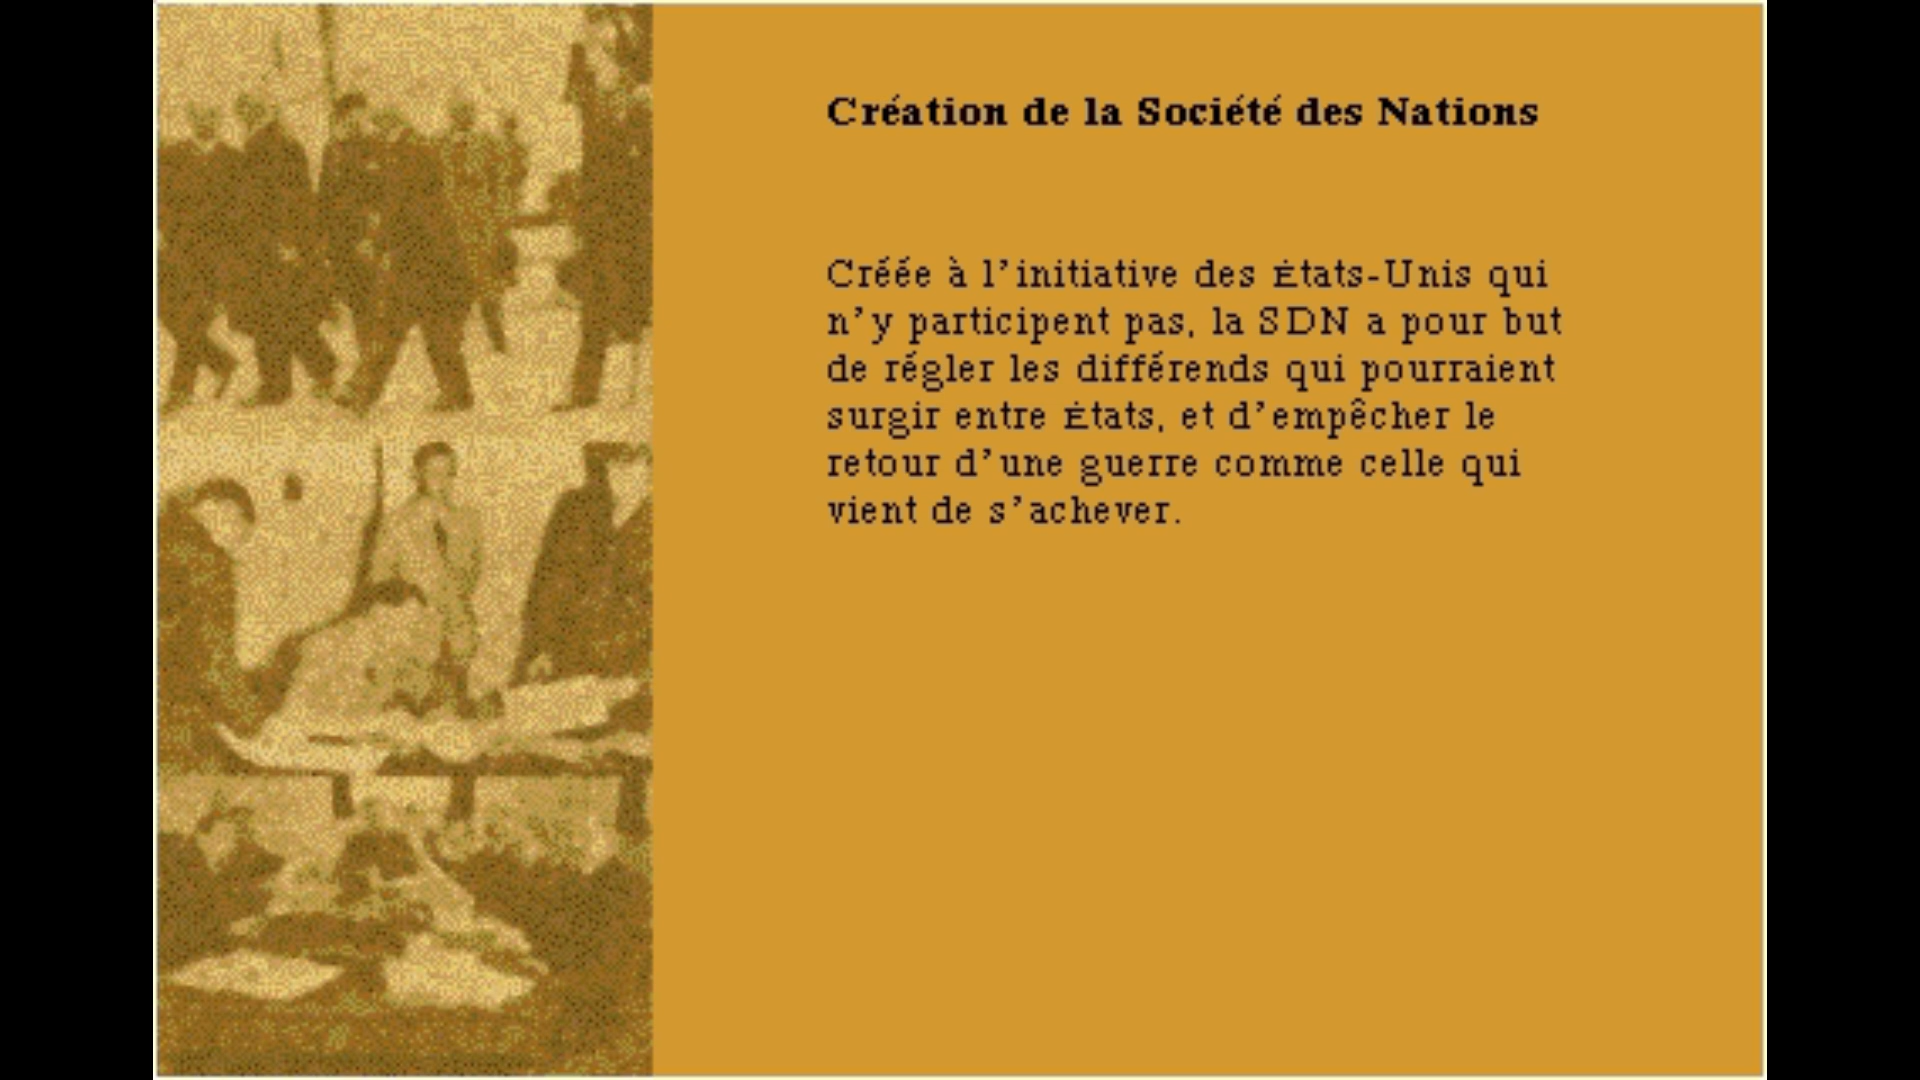 Création de la Société des Nations
Créée à l’initiative des États-Unis qui
n’y participent pas, la SDN a pour but
de régler les différends qui pourraient
surgir entre États, et d’empêcher le
retour d’une guerre comme celle qui
vient de s’achever.